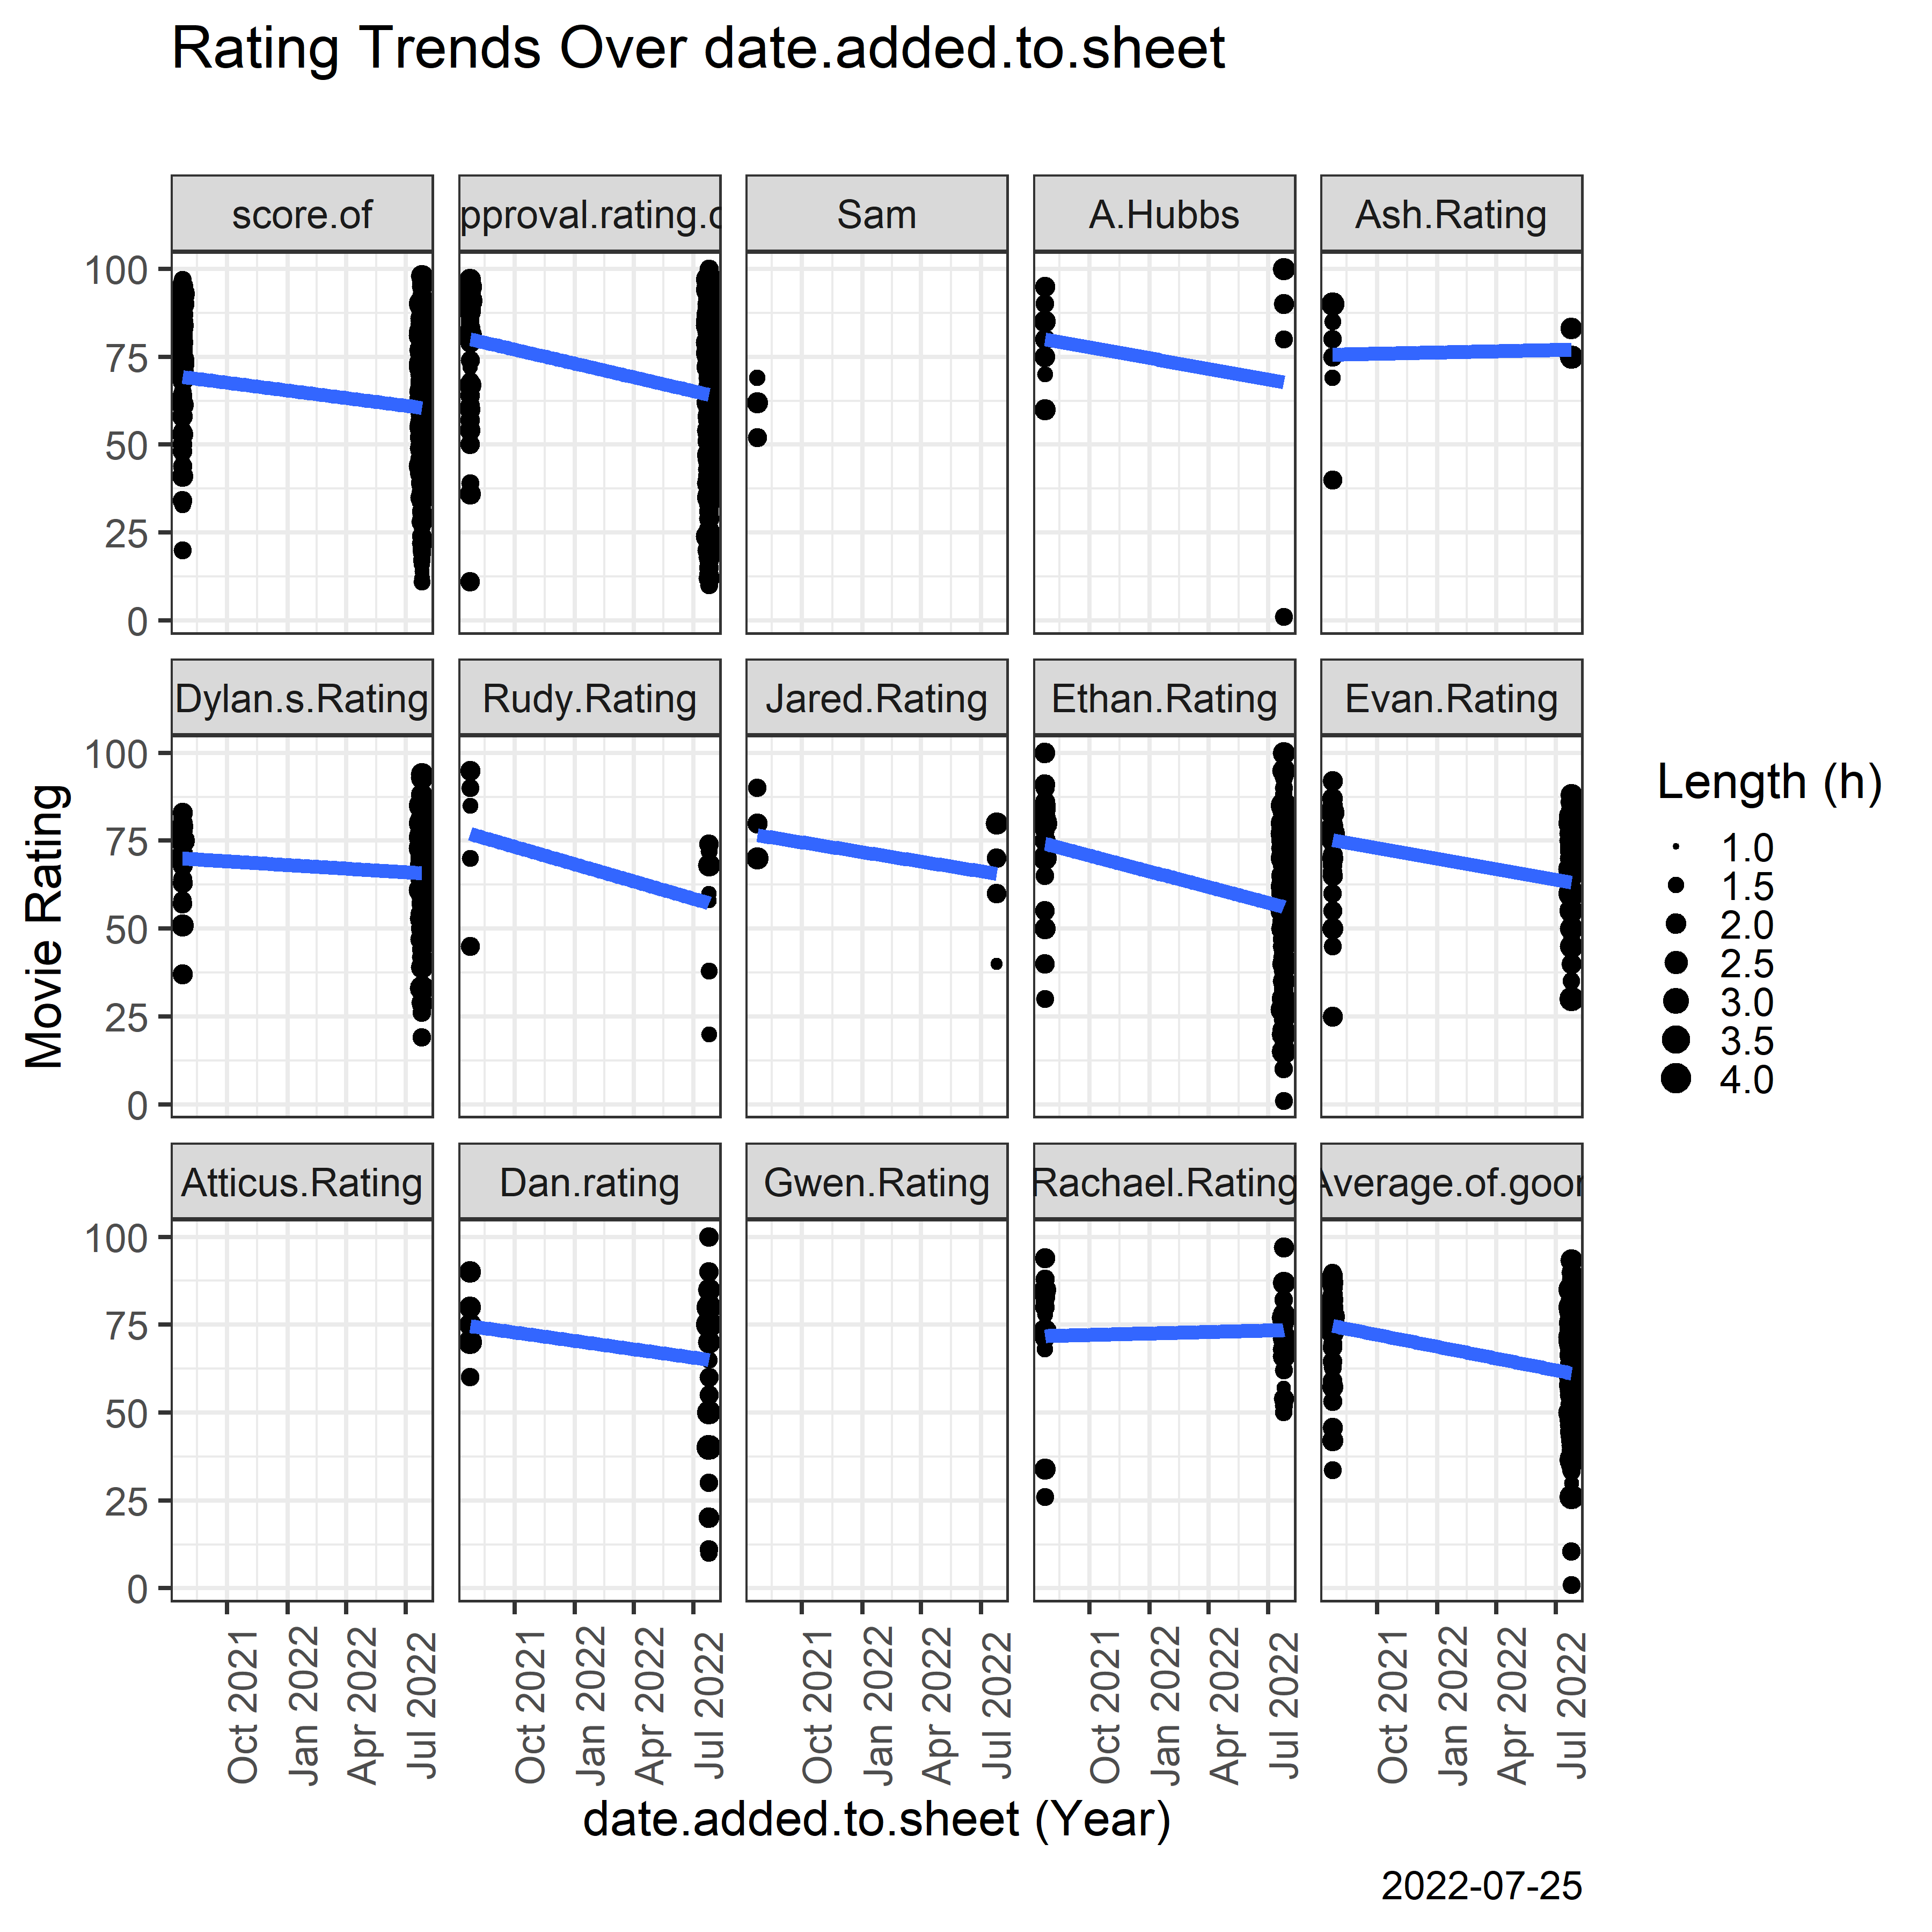 Rating Trends Over date.added.to.sheet
score.of
pproval.rating.c
Sam
A.Hubbs
Ash.Rating
100
75
50
25
0
Dylan.s.Rating
Rudy.Rating
Jared.Rating
Ethan.Rating
Evan.Rating
100
75
50
25
0
Atticus.Rating
Dan.rating
Gwen.Rating
Rachael.Rating
Average.of.goor
100
75
50
25
0
Oct 2021
Jan 2022
Apr 2022
Jul 2022
Oct 2021
Jan 2022
Apr 2022
Jul 2022
Oct 2021
Jan 2022
Apr 2022
Jul 2022
Oct 2021
Jan 2022
Apr 2022
Jul 2022
Oct 2021
Jan 2022
Apr 2022
Jul 2022
Movie Rating
date.added.to.sheet (Year)
Length (h)
1.0
1.5
2.0
2.5
3.0
3.5
4.0
2022-07-25